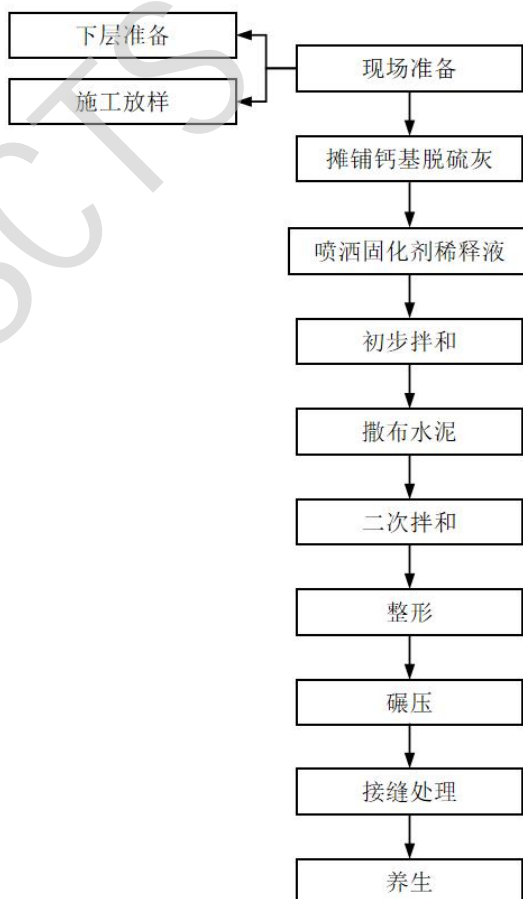 下层准备
现场准备
施工放样
摊铺钙基脱硫灰
喷洒固化剂稀释液
初步拌和
撒布水泥
二次拌和
整形
碾压
接缝处理
养生
SCTS